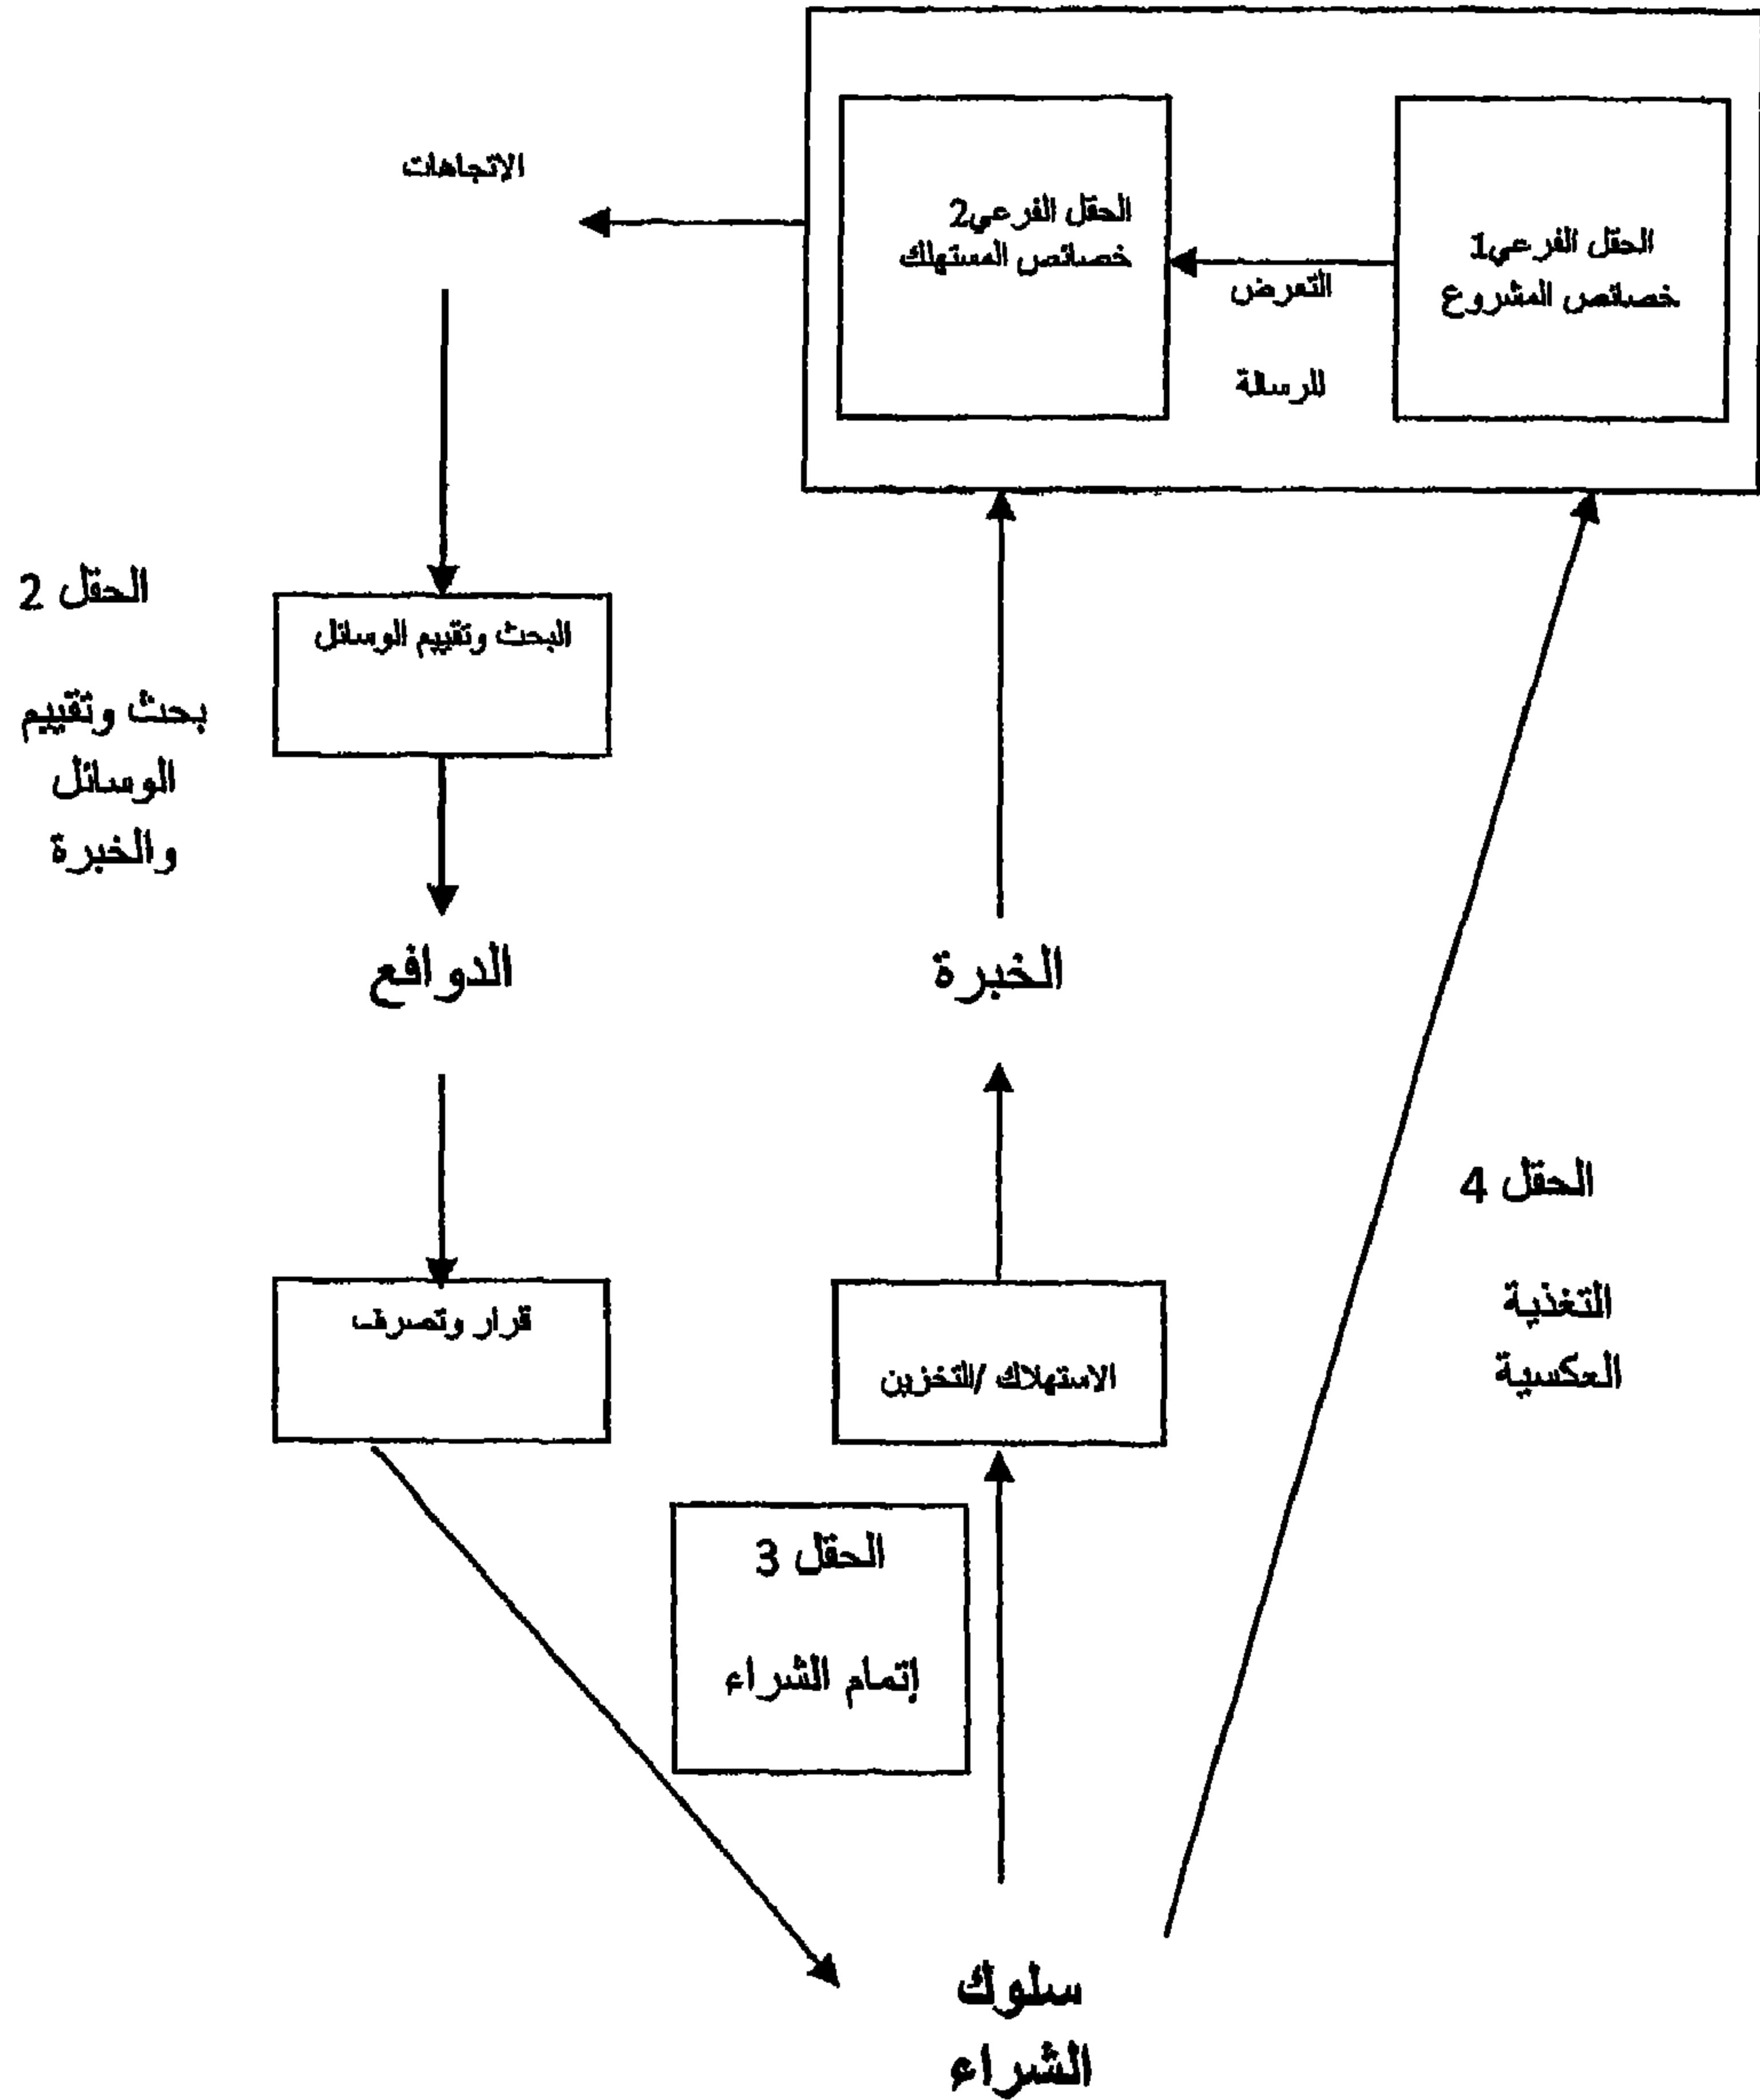 الحقل الفرعي1
خصائص المشروع
التعرض
للرسالة
الحقل الفرعي2
خصائص المستهلك
الإتجاهات
الحقل 2
بحث وتقييم
الوسائل
والخبرة
البحث وتقييم الوسائل
الدوافع
الخبرة
الحقل 4
التغذية
العكسية
قرار وتصرف
الاستهلاك /التخزين
الحقل 3
إتمام الشراء
سلوك
الشراء